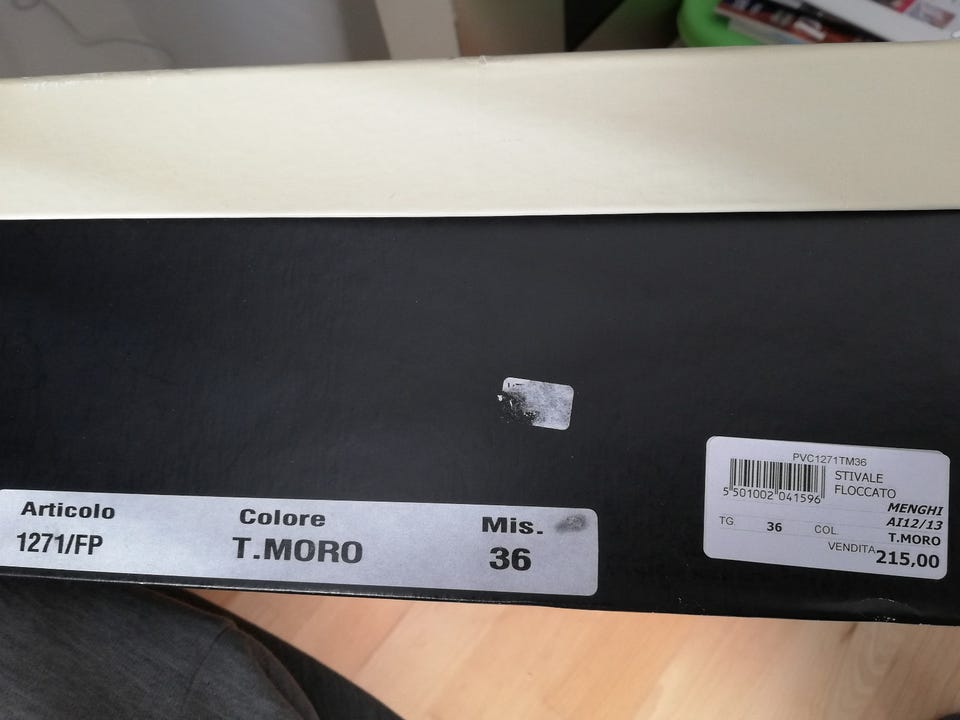 Articolo
1271/FP
Colore
T.MORO
Mis.
36
PVC1271TM36
STIVALE
FLOCCATO
5 501002 041596
MENGHI
AI12/13
TG 36 COL T.MORO
VENDITA 215,00